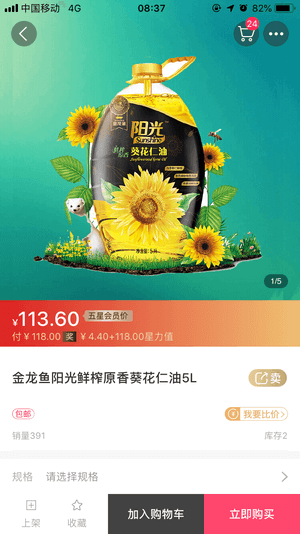 中国移动 4G 08:37 82%
24
阳光
Sunshine
葵花仁油
1/5
¥113.60 五星会员价
付¥118.00 奖 ¥4.40+118.00星力值
金龙鱼阳光鲜榨原香葵花仁油5L
卖
包邮
我要比价>
销量391
库存2
规格 请选择规格
上架
收藏
加入购物车
立即购买